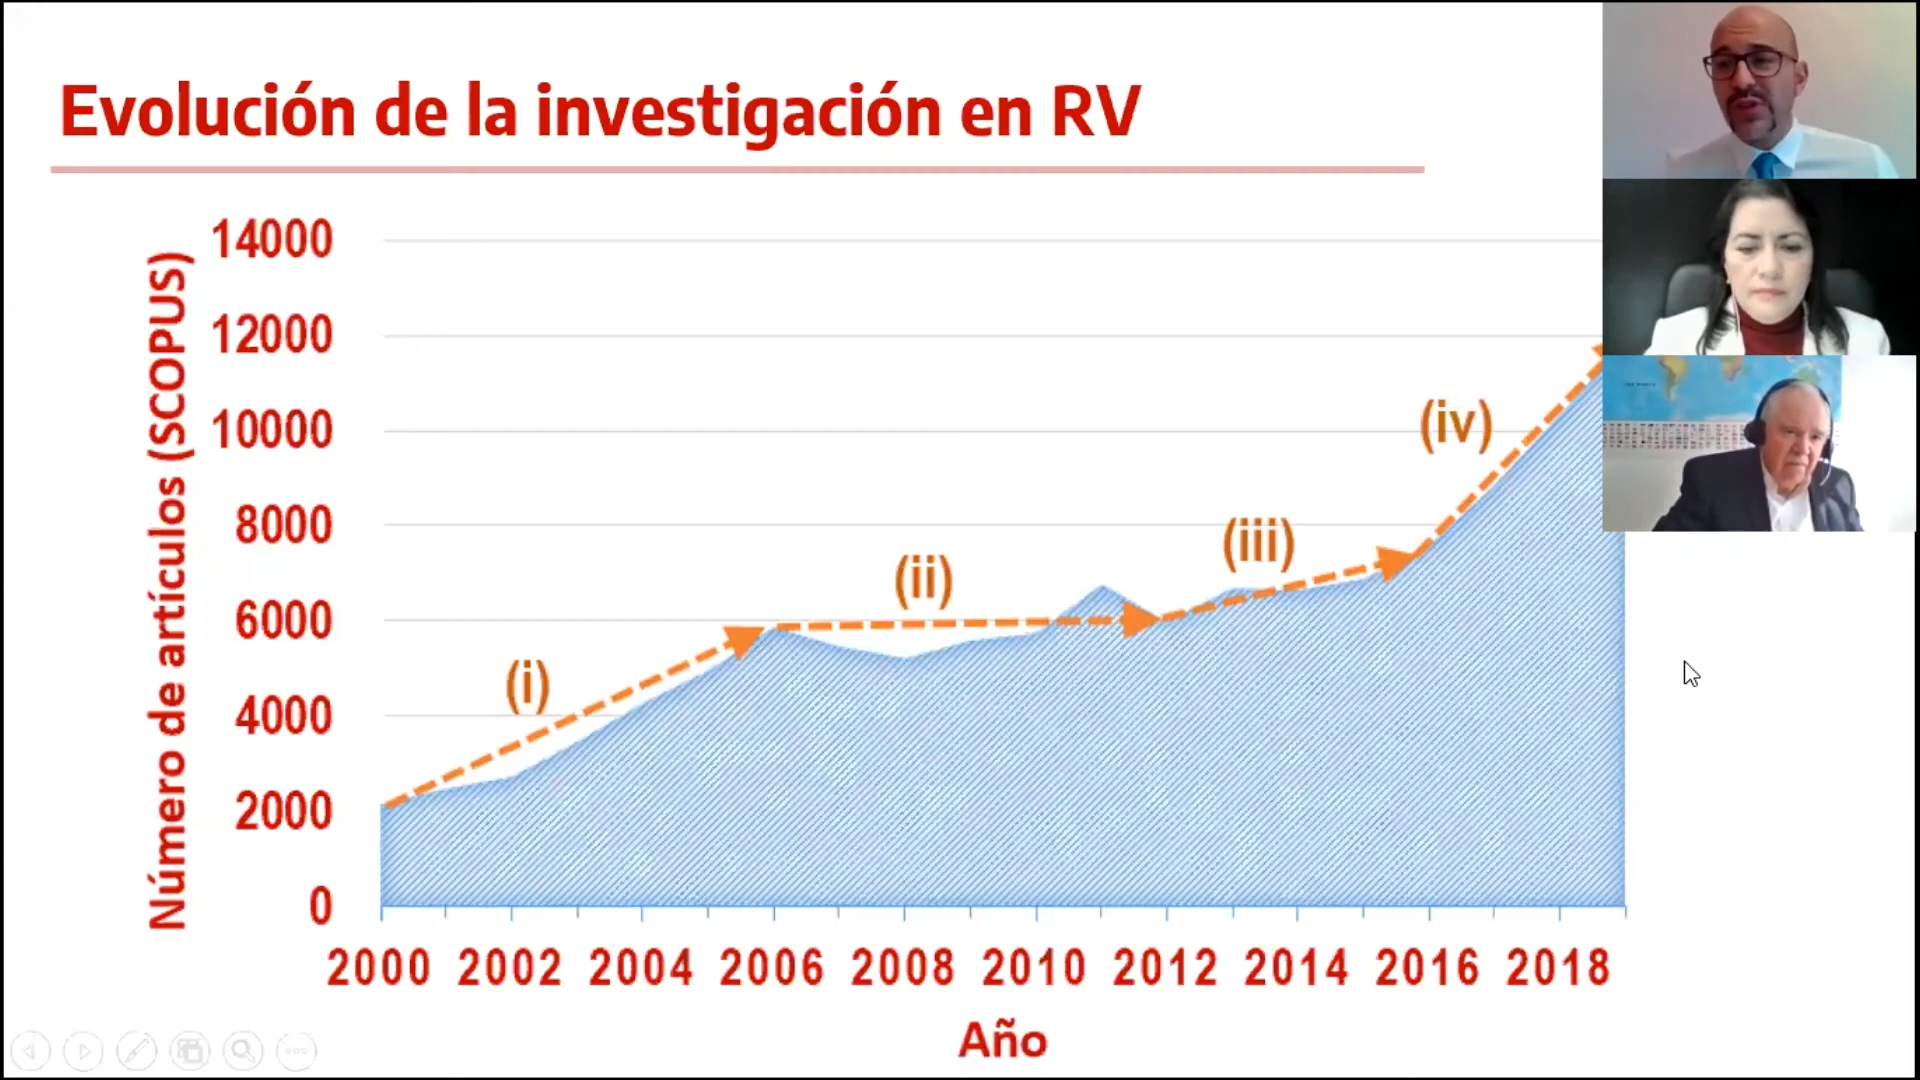 Evolución de la investigación en RV
Número de artículos (SCOPUS)
14000
12000
10000
8000
6000
4000
2000
0
(i)
(ii)
(iii)
(iv)
2000 2002 2004 2006 2008 2010 2012 2014 2016 2018
Año